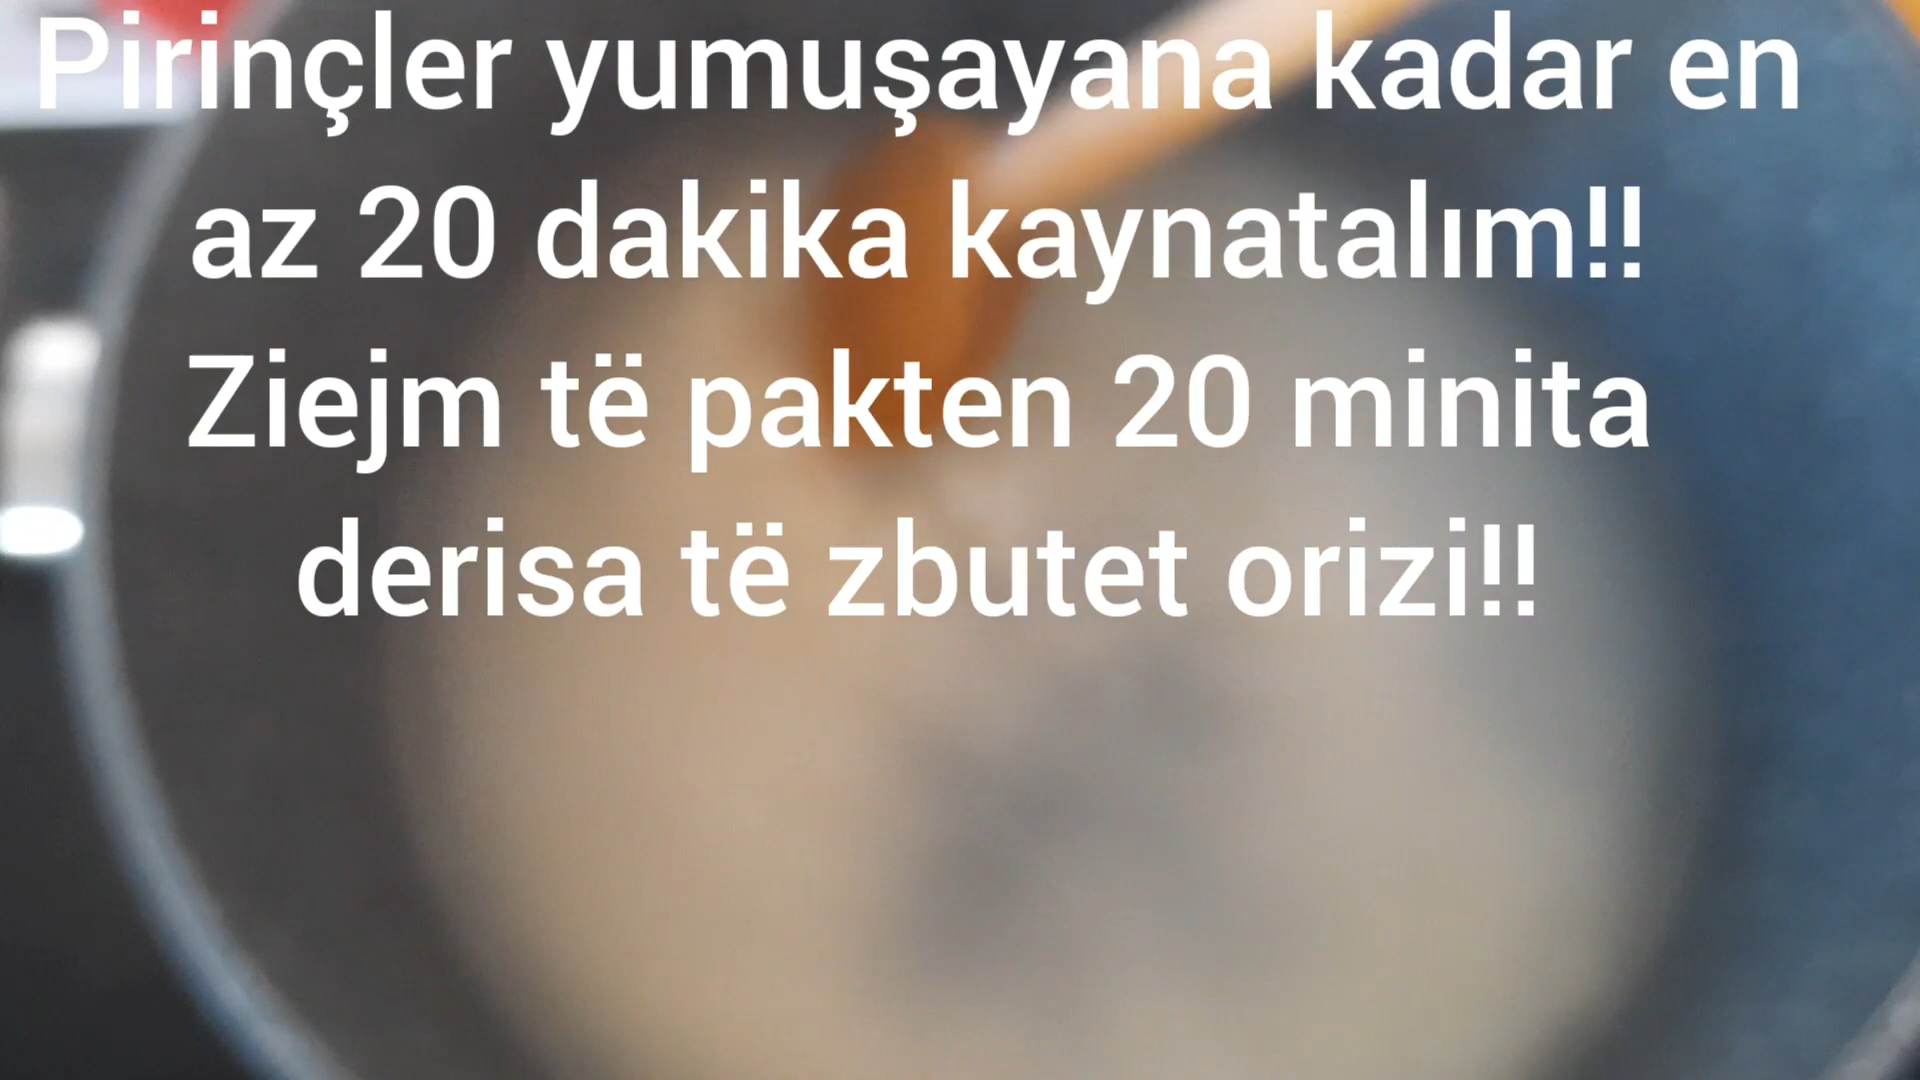 Pirinçler yumuşayana kadar en
az 20 dakika kaynatalım!!
Ziejm të pakten 20 minita
derisa të zbutet orizi!!